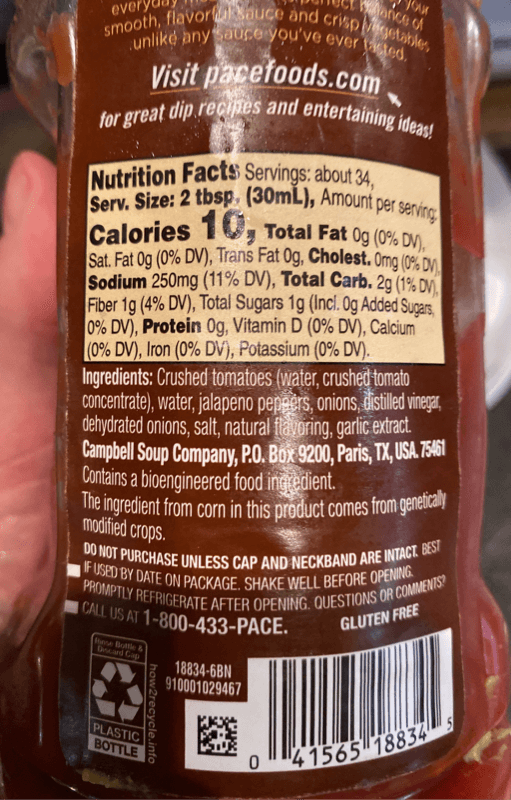 everyday
smooth, flavorful sauce and crisp vegetables
unlike any sauce you've ever tasted.
Visit pacefoods.com
for great dip recipes and entertaining ideas!
Nutrition Facts Servings: about 34,
Serv. Size: 2 tbsp. (30mL), Amount per serving:
Calories 10, Total Fat 0g (0% DV),
Sat. Fat 0g (0% DV), Trans Fat 0g, Cholest. 0mg (0% DV),
Sodium 250mg (11% DV), Total Carb. 2g (1% DV),
Fiber 1g (4% DV), Total Sugars 1g (Incl. 0g Added Sugars,
0% DV), Protein 0g, Vitamin D (0% DV), Calcium
(0% DV), Iron (0% DV), Potassium (0% DV).
Ingredients: Crushed tomatoes (water, crushed tomato
concentrate), water, jalapeno peppers, onions, distilled vinegar,
dehydrated onions, salt, natural flavoring, garlic extract.
Campbell Soup Company, P.O. Box 9200, Paris, TX, USA. 75461
Contains a bioengineered food ingredient.
The ingredient from corn in this product comes from genetically
modified crops.
DO NOT PURCHASE UNLESS CAP AND NECKBAND ARE INTACT. BEST
IF USED BY DATE ON PACKAGE. SHAKE WELL BEFORE OPENING.
PROMPTLY REFRIGERATE AFTER OPENING. QUESTIONS OR COMMENTS?
CALL US AT 1-800-433-PACE.
GLUTEN FREE
Rinse Bottle &
Discard Cap
PLASTIC
BOTTLE
how2recycle.info
18834-6BN
910001029467
0 41565 18834 5